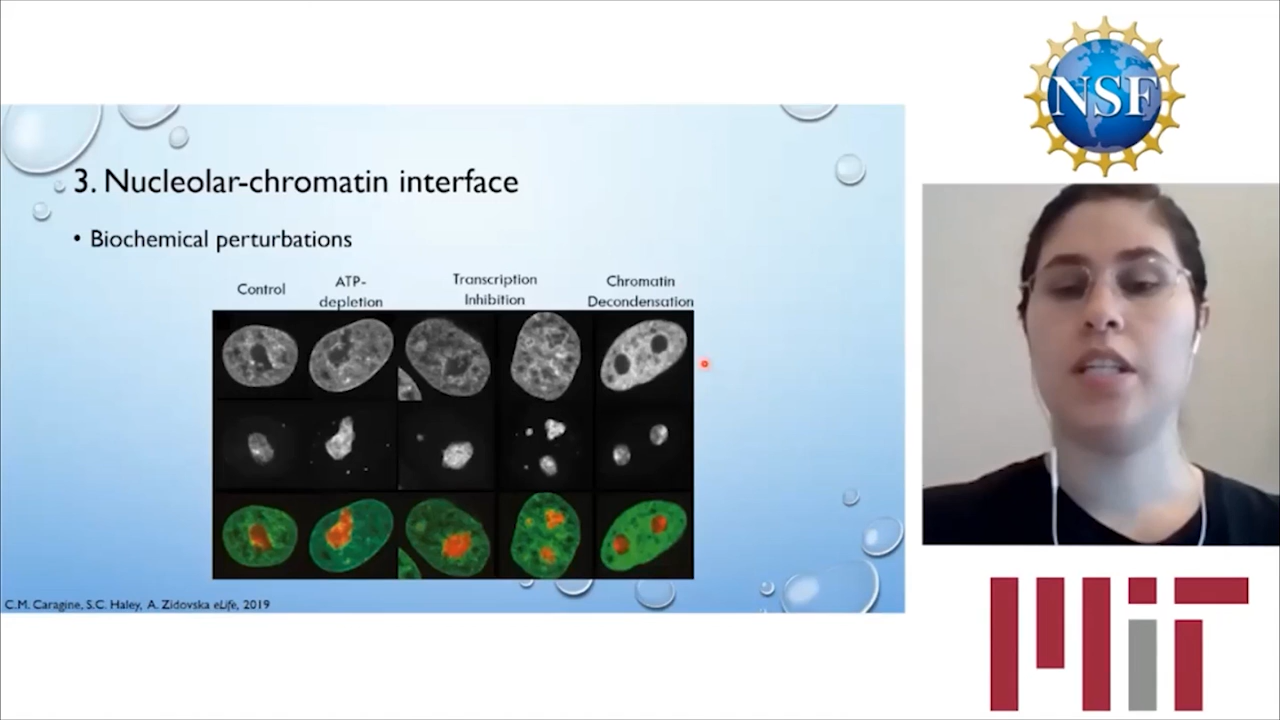 NSF
3. Nucleolar-chromatin interface
• Biochemical perturbations
Control
ATP-
depletion
Transcription
Inhibition
Chromatin
Decondensation
C.M. Caragine, S.C. Haley, A. Zidovska eLife, 2019
MIT